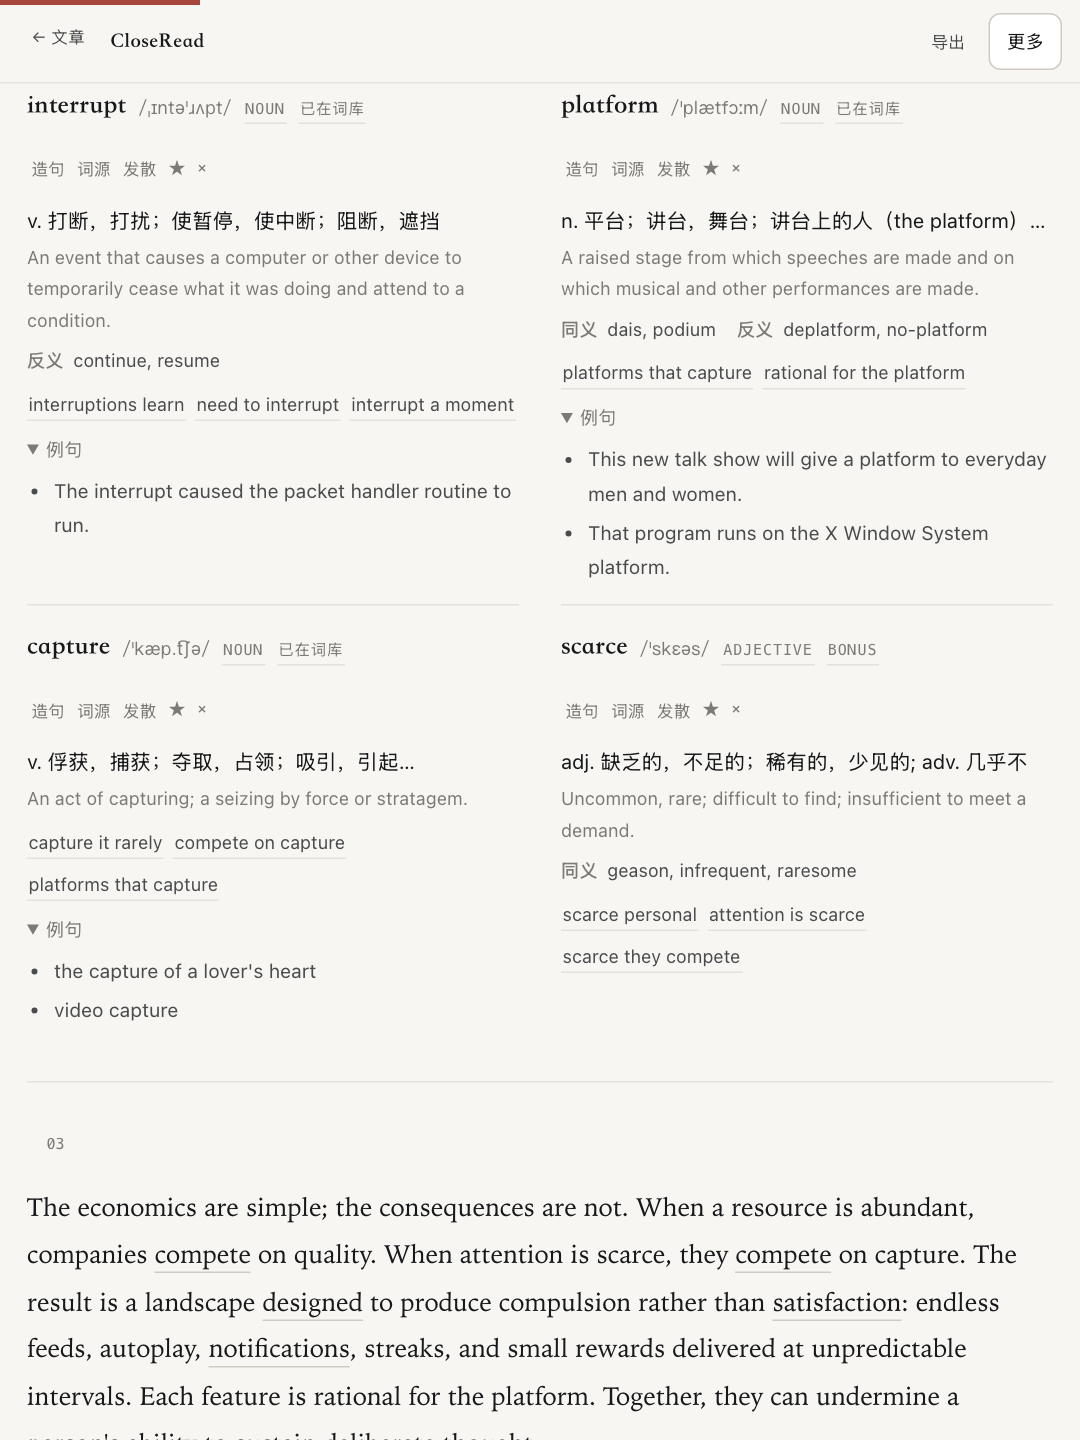 ← 文章 CloseRead 导出 更多
interrupt /ˌɪntəˈɹʌpt/ NOUN 已在词库
造句 词源 发散 ★ ×
v. 打断，打扰；使暂停，使中断；阻断，遮挡
An event that causes a computer or other device to
temporarily cease what it was doing and attend to a
condition.
反义 continue, resume
interruptions learn need to interrupt interrupt a moment
▼ 例句
• The interrupt caused the packet handler routine to
run.
platform /ˈplætfɔːm/ NOUN 已在词库
造句 词源 发散 ★ ×
n. 平台；讲台，舞台；讲台上的人（the platform）...
A raised stage from which speeches are made and on
which musical and other performances are made.
同义 dais, podium 反义 deplatform, no-platform
platforms that capture rational for the platform
▼ 例句
• This new talk show will give a platform to everyday
men and women.
• That program runs on the X Window System
platform.
capture /ˈkæp.t͡ʃə/ NOUN 已在词库
造句 词源 发散 ★ ×
v. 俘获，捕获；夺取，占领；吸引，引起...
An act of capturing; a seizing by force or stratagem.
capture it rarely compete on capture
platforms that capture
▼ 例句
• the capture of a lover's heart
• video capture
scarce /ˈskɛəs/ ADJECTIVE BONUS
造句 词源 发散 ★ ×
adj. 缺乏的，不足的；稀有的，少见的; adv. 几乎不
Uncommon, rare; difficult to find; insufficient to meet a
demand.
同义 geason, infrequent, raresome
scarce personal attention is scarce
scarce they compete
03
The economics are simple; the consequences are not. When a resource is abundant,
companies compete on quality. When attention is scarce, they compete on capture. The
result is a landscape designed to produce compulsion rather than satisfaction: endless
feeds, autoplay, notifications, streaks, and small rewards delivered at unpredictable
intervals. Each feature is rational for the platform. Together, they can undermine a
person's ability to sustain deliberate thought.